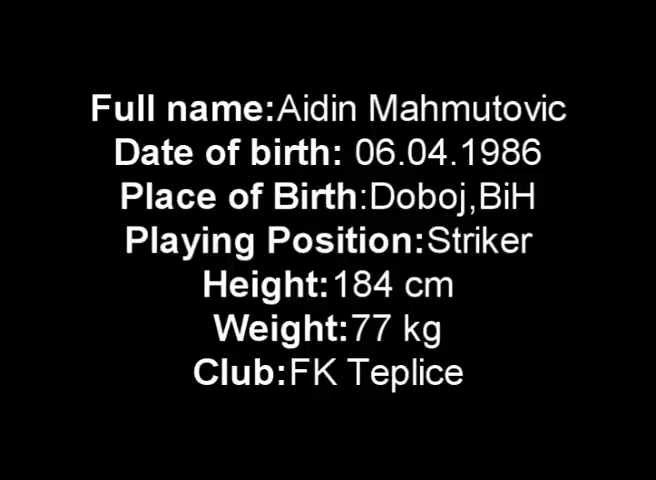 Full name:Aidin Mahmutovic
Date of birth: 06.04.1986
Place of Birth:Doboj,BiH
Playing Position:Striker
Height:184 cm
Weight:77 kg
Club:FK Teplice